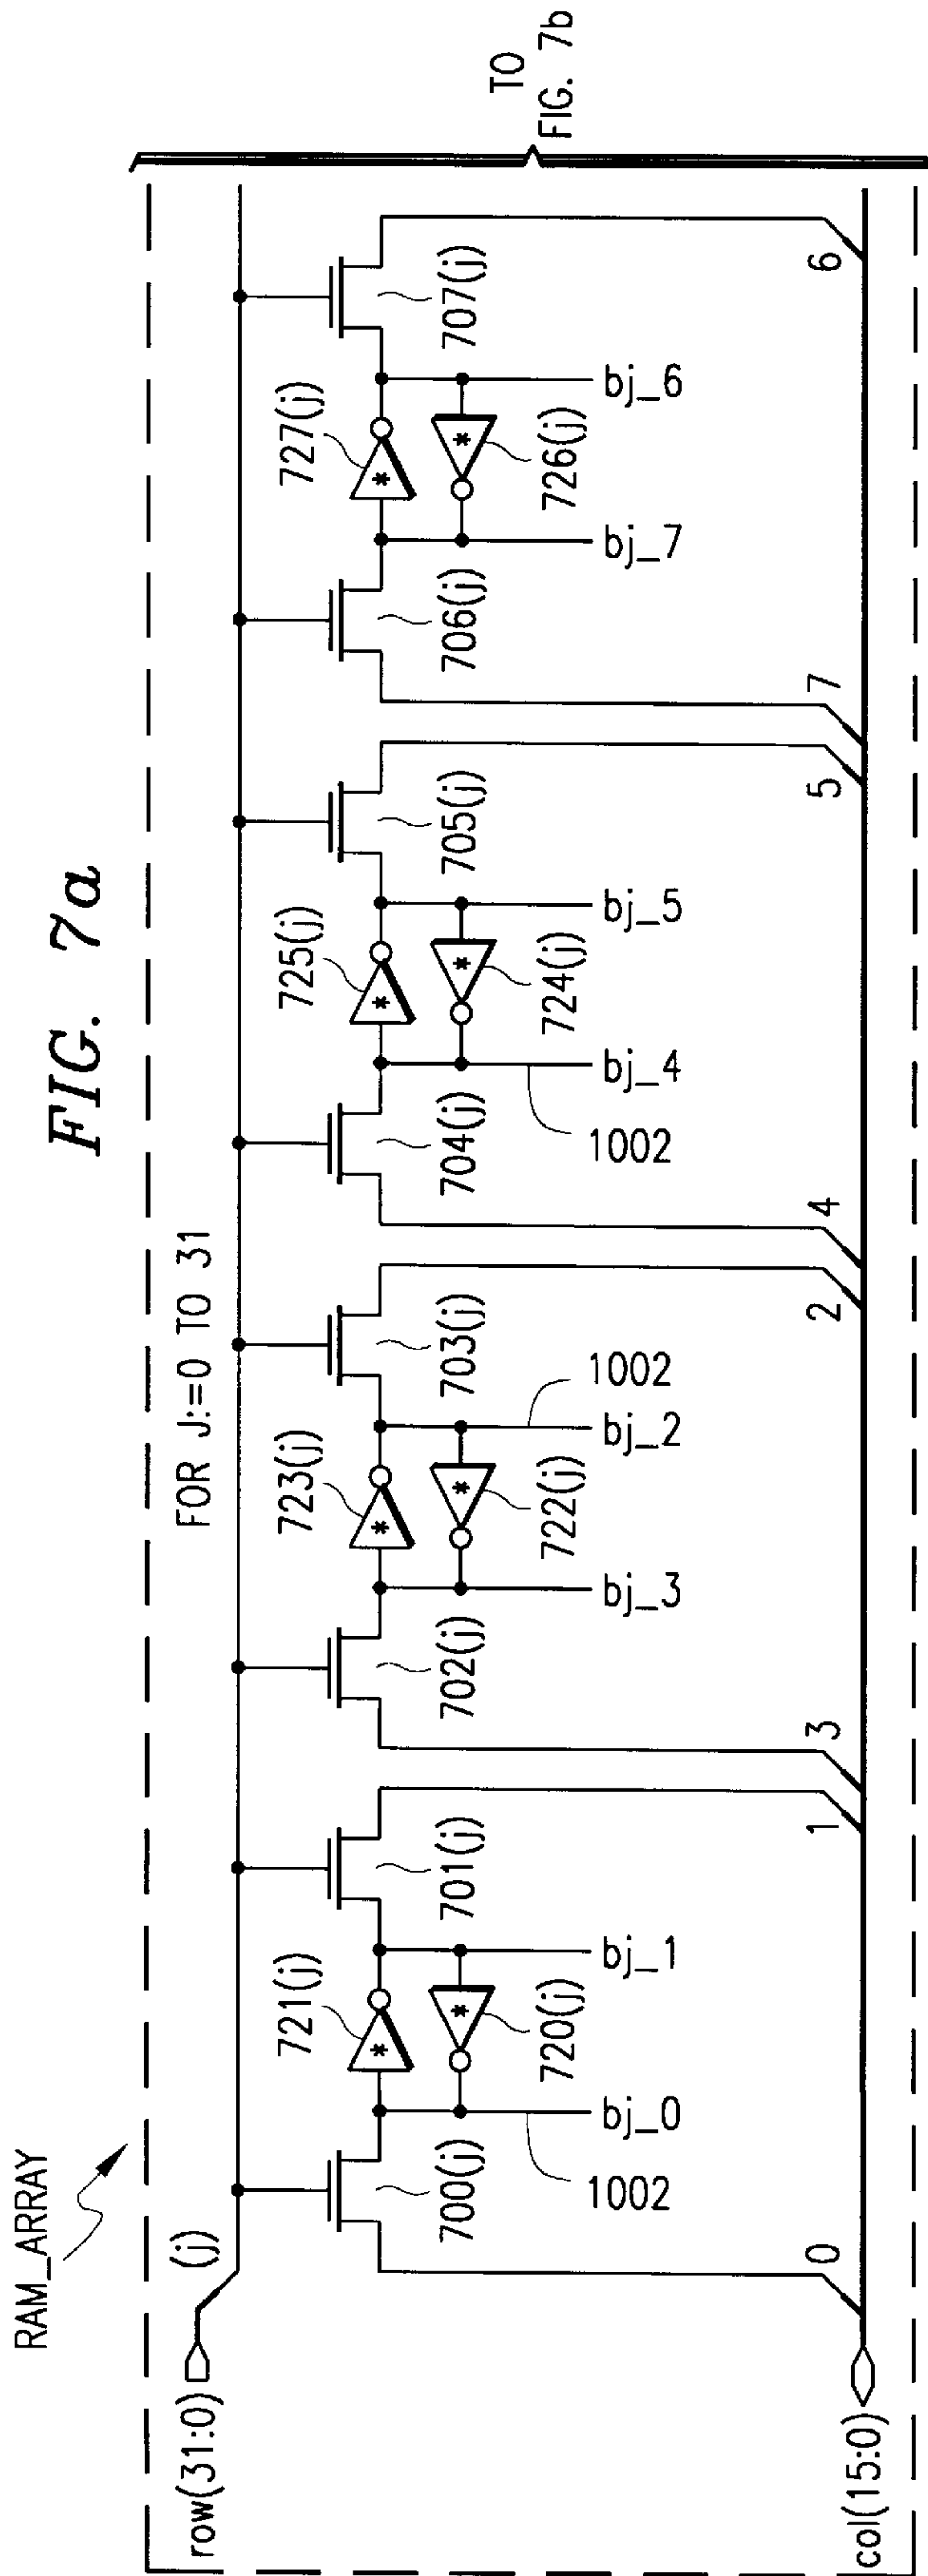 FIG. 7a
RAM_ARRAY
row(31:0)
(j)
FOR J:=0 TO 31
TO
FIG. 7b
721(j)
723(j)
725(j)
727(j)
700(j)
701(j)
702(j)
703(j)
704(j)
705(j)
706(j)
707(j)
*
*
*
*
*
*
*
*
720(j)
722(j)
724(j)
726(j)
1002
bj_0
bj_1
bj_3
bj_2
1002
1002
bj_4
bj_5
bj_7
bj_6
0
1
3
2
4
5
7
6
col(15:0)